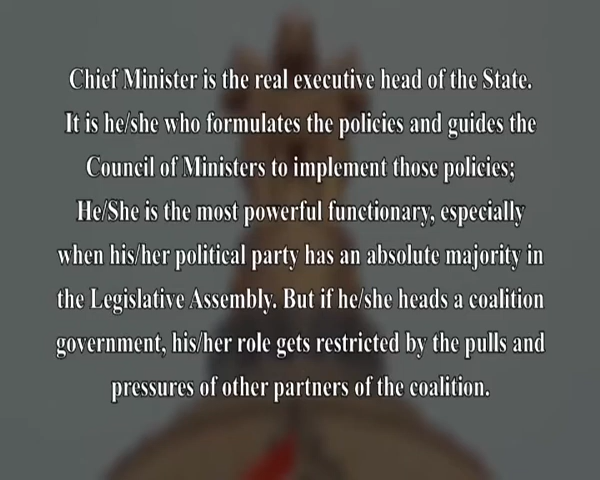 Chief Minister is the real executive head of the State.
It is he/she who formulates the policies and guides the
Council of Ministers to implement those policies;
He/She is the most powerful functionary, especially
when his/her political party has an absolute majority in
the Legislative Assembly. But if he/she heads a coalition
government, his/her role gets restricted by the pulls and
pressures of other partners of the coalition.